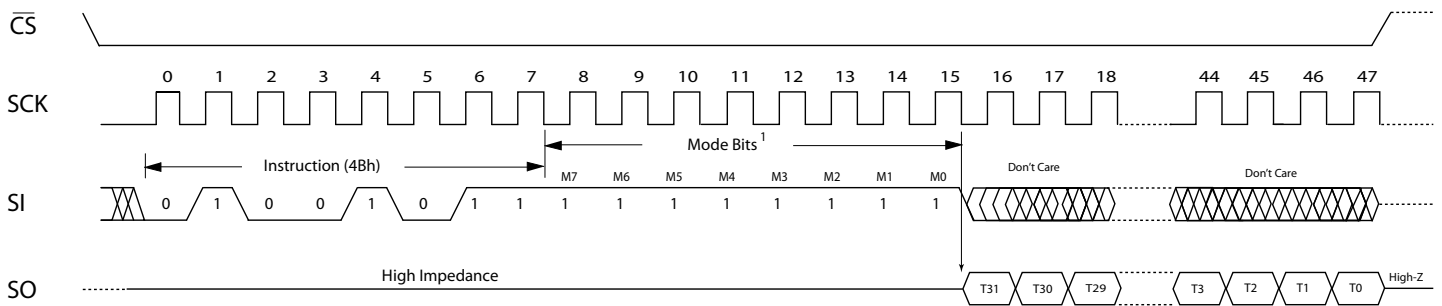 CS
0 1 2 3 4 5 6 7 8 9 10 11 12 13 14 15 16 17 18 44 45 46 47
SCK
Instruction (4Bh) Mode Bits 1
M7 M6 M5 M4 M3 M2 M1 M0 Don't Care Don't Care
SI 0 1 0 0 1 0 1 1 1 1 1 1 1 1 1 1
High Impedance
SO T31 T30 T29 T3 T2 T1 T0 High-Z